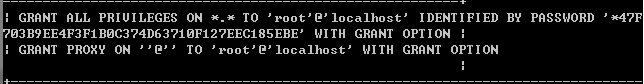 | GRANT ALL PRIVILEGES ON *.* TO 'root'@'localhost' IDENTIFIED BY PASSWORD '*47F
703B9EE4F3F1B0C374D63710F127EEC185EBE' WITH GRANT OPTION |
| GRANT PROXY ON ''@'' TO 'root'@'localhost' WITH GRANT OPTION
|